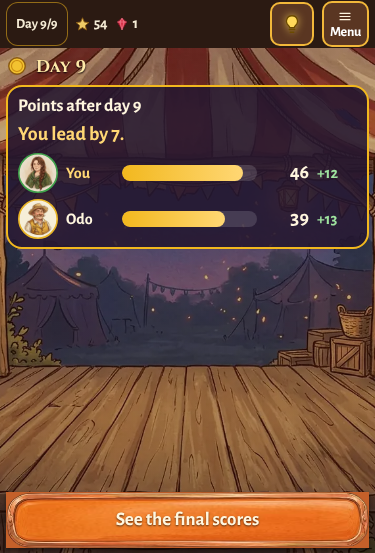 Day 9/9
54
1
Menu
Day 9
Points after day 9
You lead by 7.
You
46 +12
Odo
39 +13
See the final scores